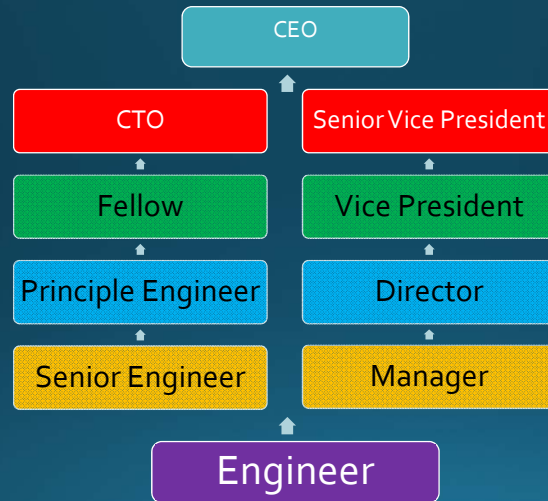 CEO
CTO
Senior Vice President
Fellow
Vice President
Principle Engineer
Director
Senior Engineer
Manager
Engineer